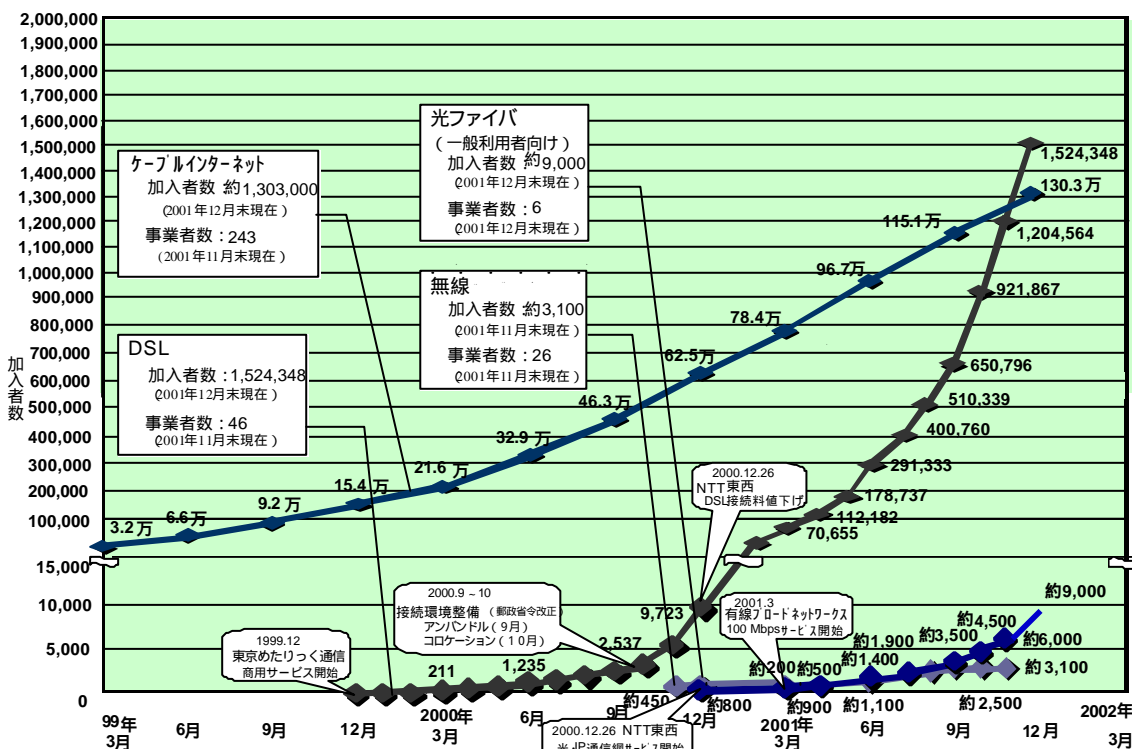 2,000,000
1,900,000
1,800,000
1,700,000
1,600,000
1,500,000
1,400,000
1,300,000
1,200,000
1,100,000
1,000,000
900,000
800,000
700,000
600,000
500,000
400,000
300,000
200,000
100,000
15,000
10,000
5,000
0
加入者数
ケーブルインターネット
加入者数:約1,303,000
(2001年12月末現在)
事業者数:243
(2001年11月末現在)
DSL
加入者数:1,524,348
(2001年12月末現在)
事業者数:46
(2001年11月末現在)
光ファイバ
(一般利用者向け)
加入者数:約9,000
(2001年12月末現在)
事業者数:6
(2001年12月末現在)
無線
加入者数:約3,100
(2001年11月末現在)
事業者数:26
(2001年11月末現在)
3.2万
6.6万
9.2万
15.4万
21.6万
32.9万
46.3万
62.5万
78.4万
96.7万
115.1万
130.3万
1,524,348
1,204,564
921,867
650,796
510,339
400,760
291,333
178,737
112,182
70,655
9,723
2,537
1,235
211
2000.12.26
NTT東西
DSL接続料値下げ
2000.9~10
接続環境整備(郵政省令改正)
アンバンドル(9月)
コロケーション(10月)
1999.12
東京めたりっく通信
商用サービス開始
2001.3
有線ブロードネットワークス
100Mbpsサービス開始
2000.12.26 NTT東西
光・IP通信網サービス開始
約450
約800
約200
約500
約900
約1,400
約1,100
約1,900
約3,500
約2,500
約4,500
約6,000
約9,000
約3,100
99年
3月
6月
9月
12月
2000年
3月
6月
9月
12月
2001年
3月
6月
9月
12月
2002年
3月